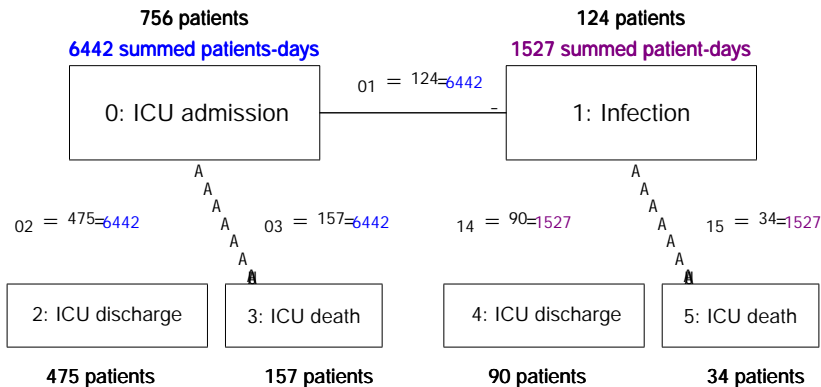 756 patients
124 patients
6442 summed patients-days
1527 summed patient-days
01 = 124=6442
0: ICU admission
1: Infection
02 = 475=6442
03 = 157=6442
14 = 90=1527
15 = 34=1527
2: ICU discharge
3: ICU death
4: ICU discharge
5: ICU death
475 patients
157 patients
90 patients
34 patients